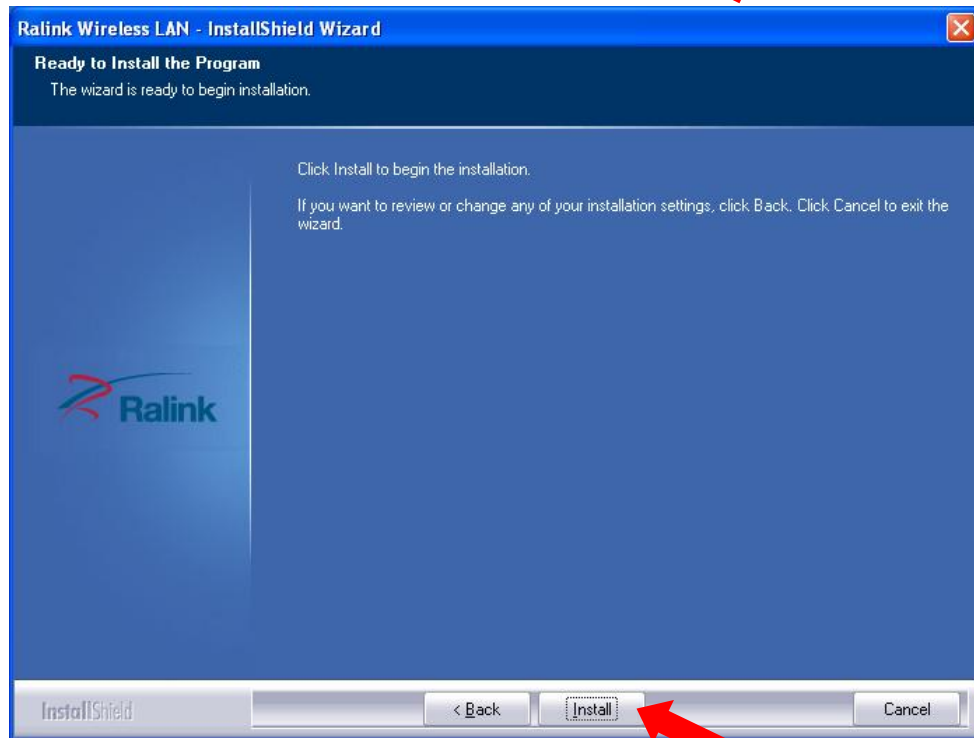 Ralink Wireless LAN - InstallShield Wizard
Ready to Install the Program
The wizard is ready to begin installation.
Click Install to begin the installation.
If you want to review or change any of your installation settings, click Back. Click Cancel to exit the
wizard.
Ralink
InstallShield
< Back
Install
Cancel